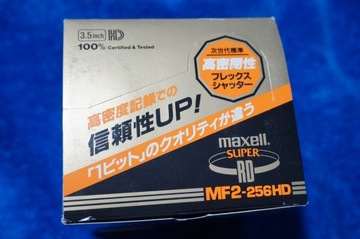 3.5inch HD
100% Certified & Tested
次世代標準
高密閉性
フレックス
シャッター
高密度記録での
信頼性UP!
「1ビット」のクオリティが違う
maxell
SUPER
RD
MF2-256HD